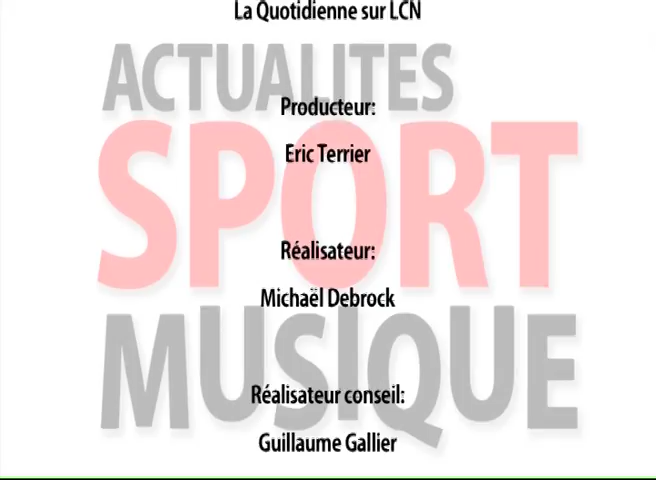 La Quotidienne sur LCN
ACTUALITES
Producteur:
Eric Terrier
SPORT
Réalisateur:
Michaël Debrock
MUSIQUE
Réalisateur conseil:
Guillaume Gallier